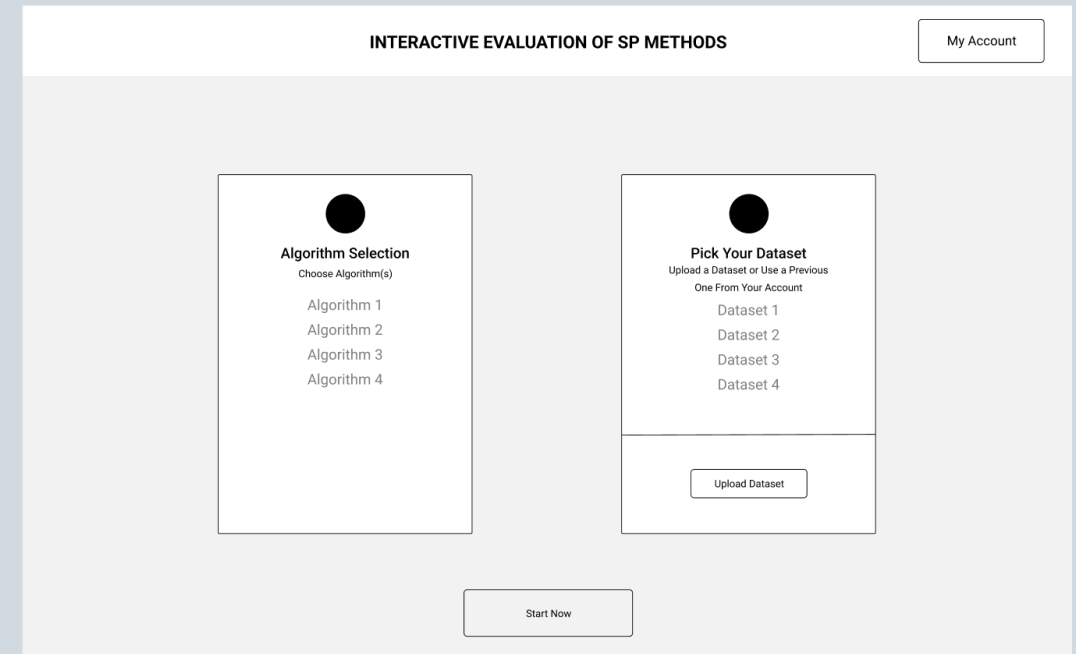 INTERACTIVE EVALUATION OF SP METHODS
My Account
Algorithm Selection
Choose Algorithm(s)
Algorithm 1
Algorithm 2
Algorithm 3
Algorithm 4
Pick Your Dataset
Upload a Dataset or Use a Previous
One From Your Account
Dataset 1
Dataset 2
Dataset 3
Dataset 4
Upload Dataset
Start Now